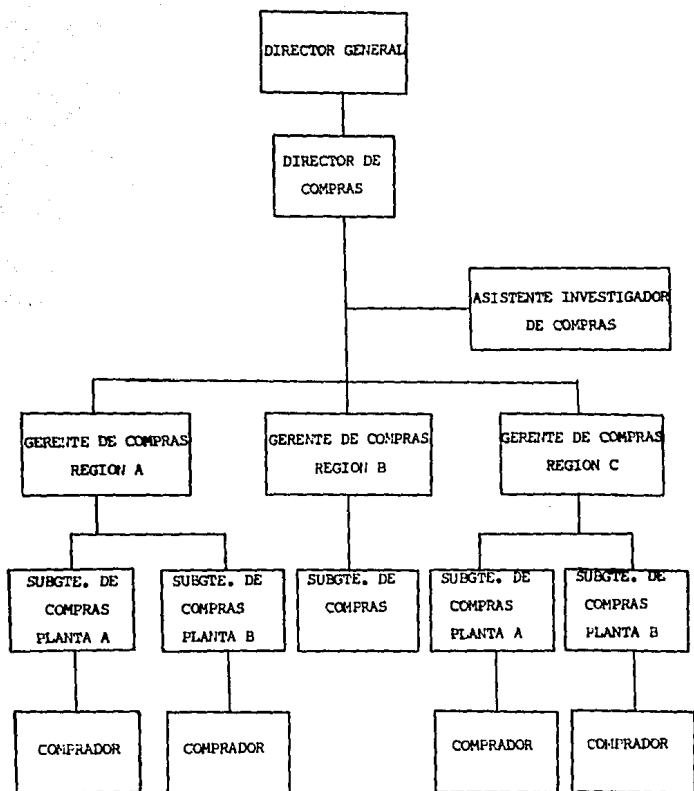 DIRECTOR GENERAL
DIRECTOR DE
COMPRAS
ASISTENTE INVESTIGADOR
DE COMPRAS
GERENTE DE COMPRAS
REGION A
GERENTE DE COMPRAS
REGION B
GERENTE DE COMPRAS
REGION C
SUBGTE. DE
COMPRAS
PLANTA A
SUBGTE. DE
COMPRAS
PLANTA B
SUBGTE. DE
COMPRAS
SUBGTE. DE
COMPRAS
PLANTA A
SUBGTE. DE
COMPRAS
PLANTA B
COMPRADOR
COMPRADOR
COMPRADOR
COMPRADOR